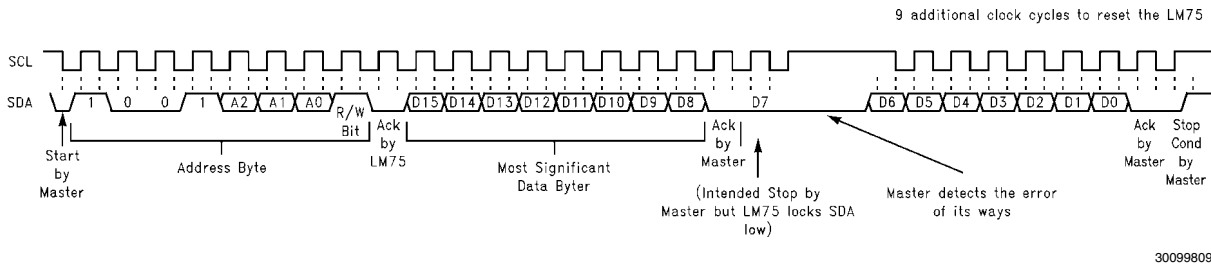 9 additional clock cycles to reset the LM75
SCL
SDA
1 0 0 1 A2 A1 A0 R/W Bit
D15 D14 D13 D12 D11 D10 D9 D8
D7
D6 D5 D4 D3 D2 D1 D0
Start
by
Master
Address Byte
Ack
by
LM75
Most Significant
Data Byter
Ack
by
Master
(Intended Stop by
Master but LM75 locks SDA
low)
Master detects the error
of its ways
Ack
by
Master
Stop
Cond
by
Master
30099809